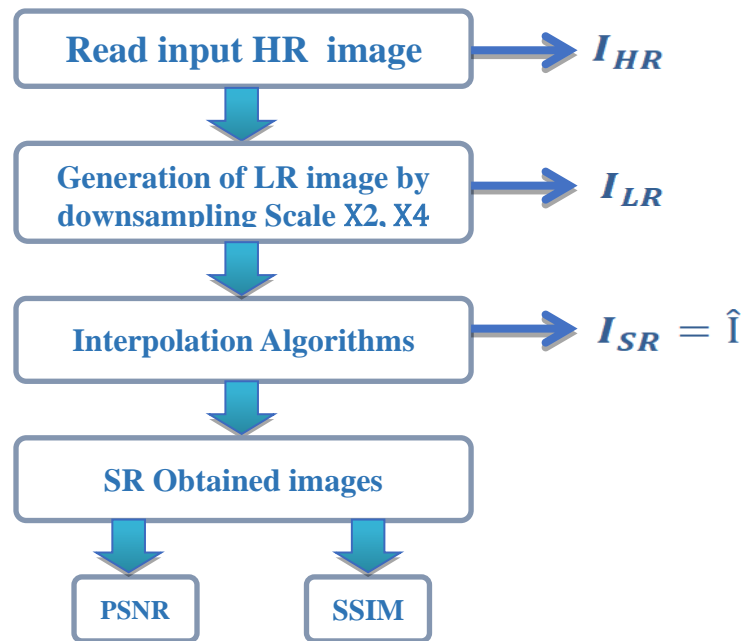 Read input HR image
I_HR
Generation of LR image by
downsampling Scale X2, X4
I_LR
Interpolation Algorithms
I_SR = Î
SR Obtained images
PSNR
SSIM